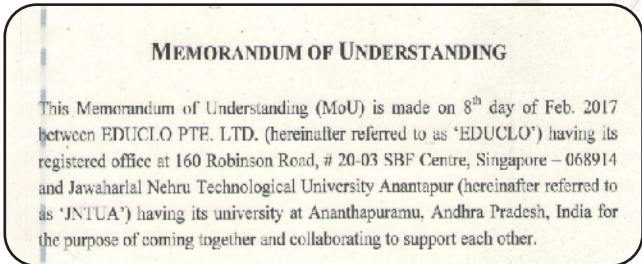 MEMORANDUM OF UNDERSTANDING
This Memorandum of Understanding (MoU) is made on 8th day of Feb. 2017
between EDUCLO PTE. LTD. (hereinafter referred to as 'EDUCLO') having its
registered office at 160 Robinson Road, # 20-03 SBF Centre, Singapore – 068914
and Jawaharlal Nehru Technological University Anantapur (hereinafter referred to
as 'JNTUA') having its university at Ananthapuramu, Andhra Pradesh, India for
the purpose of coming together and collaborating to support each other.